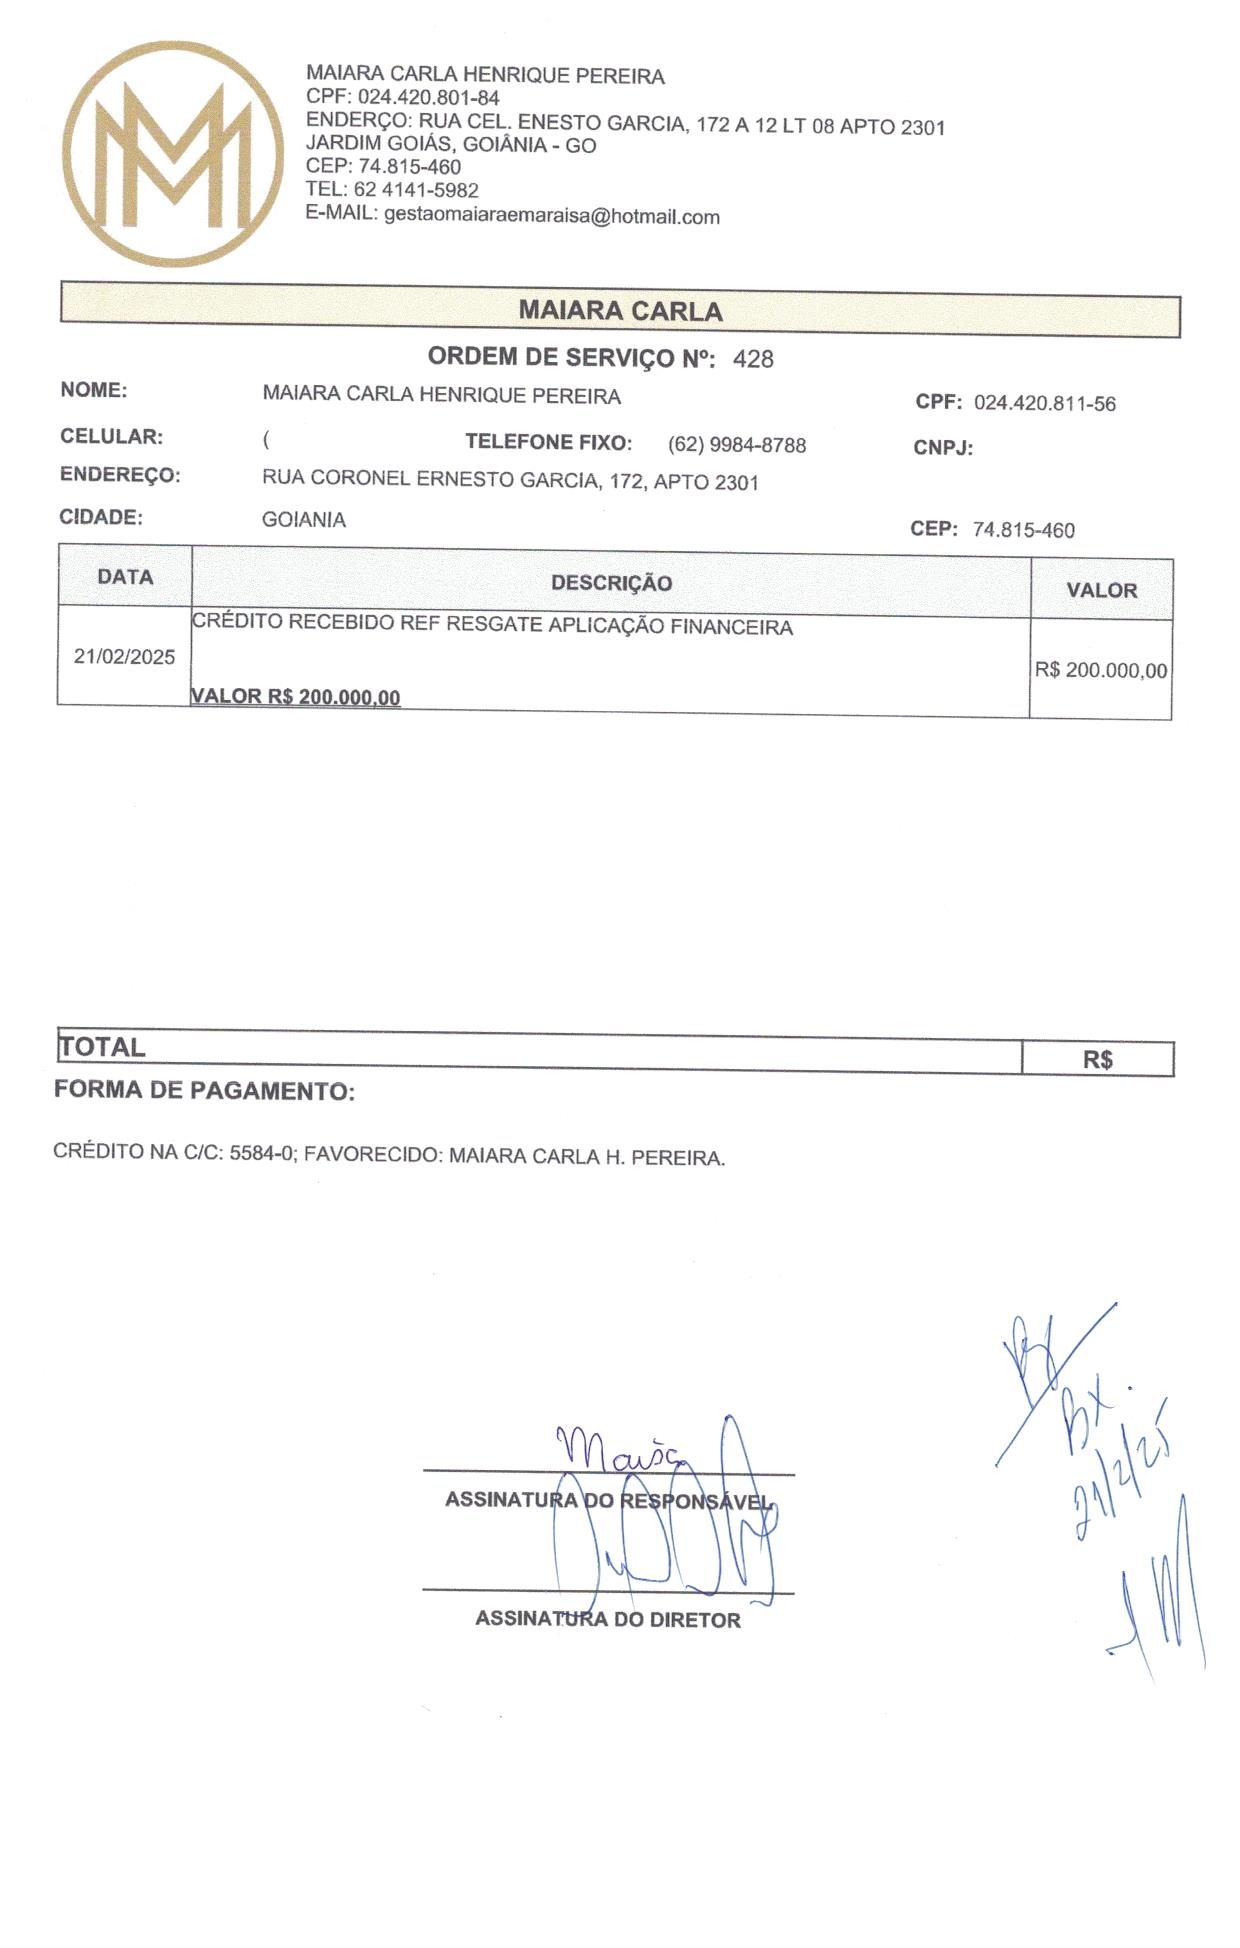 MAIARA CARLA HENRIQUE PEREIRA
CPF: 024.420.801-84
ENDERÇO: RUA CEL. ENESTO GARCIA, 172 A 12 LT 08 APTO 2301
JARDIM GOIÁS, GOIÂNIA - GO
CEP: 74.815-460
TEL: 62 4141-5982
E-MAIL: gestaomaiaraemaraisa@hotmail.com
MAIARA CARLA
ORDEM DE SERVIÇO Nº: 428
NOME: MAIARA CARLA HENRIQUE PEREIRA CPF: 024.420.811-56
CELULAR: ( TELEFONE FIXO: (62) 9984-8788 CNPJ:
ENDEREÇO: RUA CORONEL ERNESTO GARCIA, 172, APTO 2301
CIDADE: GOIANIA CEP: 74.815-460
DATA DESCRIÇÃO VALOR
CRÉDITO RECEBIDO REF RESGATE APLICAÇÃO FINANCEIRA
21/02/2025 R$ 200.000,00
VALOR R$ 200.000,00
TOTAL R$
FORMA DE PAGAMENTO:
CRÉDITO NA C/C: 5584-0; FAVORECIDO: MAIARA CARLA H. PEREIRA.
BX.
21/2/25
ASSINATURA DO RESPONSÁVEL
ASSINATURA DO DIRETOR